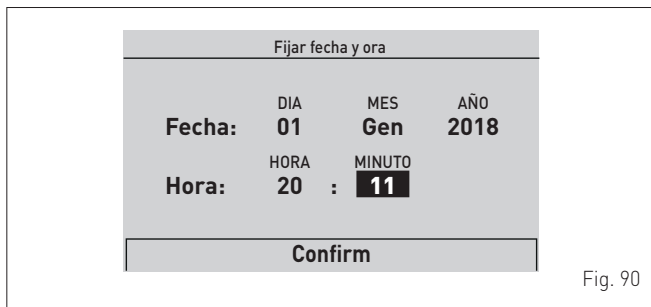 Fijar fecha y ora
DIA MES AÑO
Fecha: 01 Gen 2018
HORA MINUTO
Hora: 20 : 11
Confirm
Fig. 90